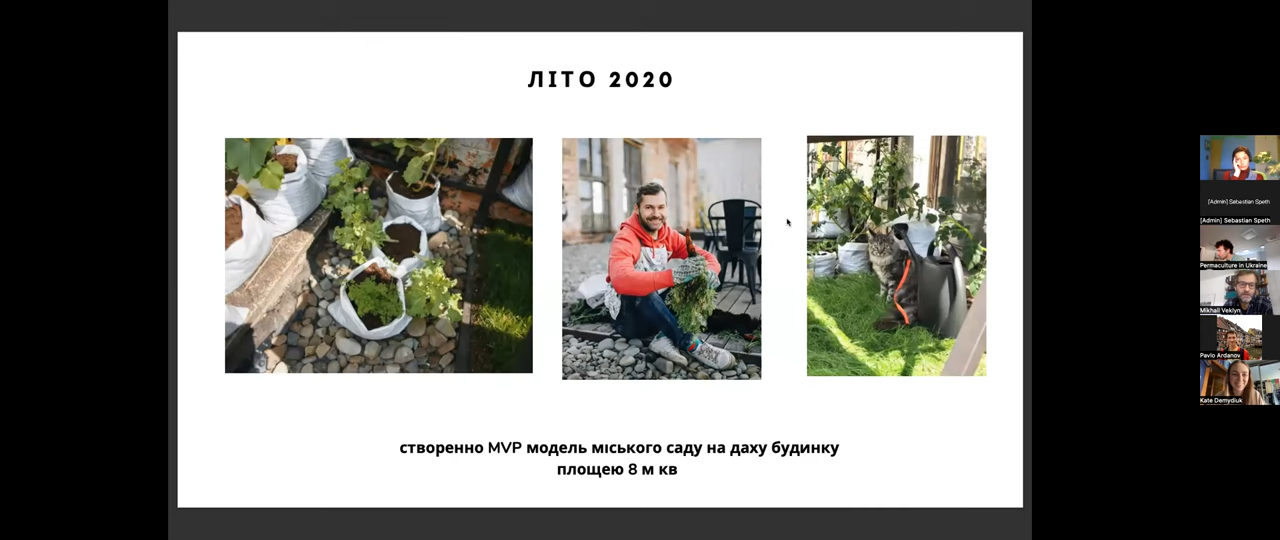 ЛІТО 2020
створенно MVP модель міського саду на даху будинку
площею 8 м кв
[Admin] Sebastian Speth
[Admin] Sebastian Speth
Permaculture in Ukraine
Mikhail Veklyn
Pavlo Ardanov
Kate Demydiuk